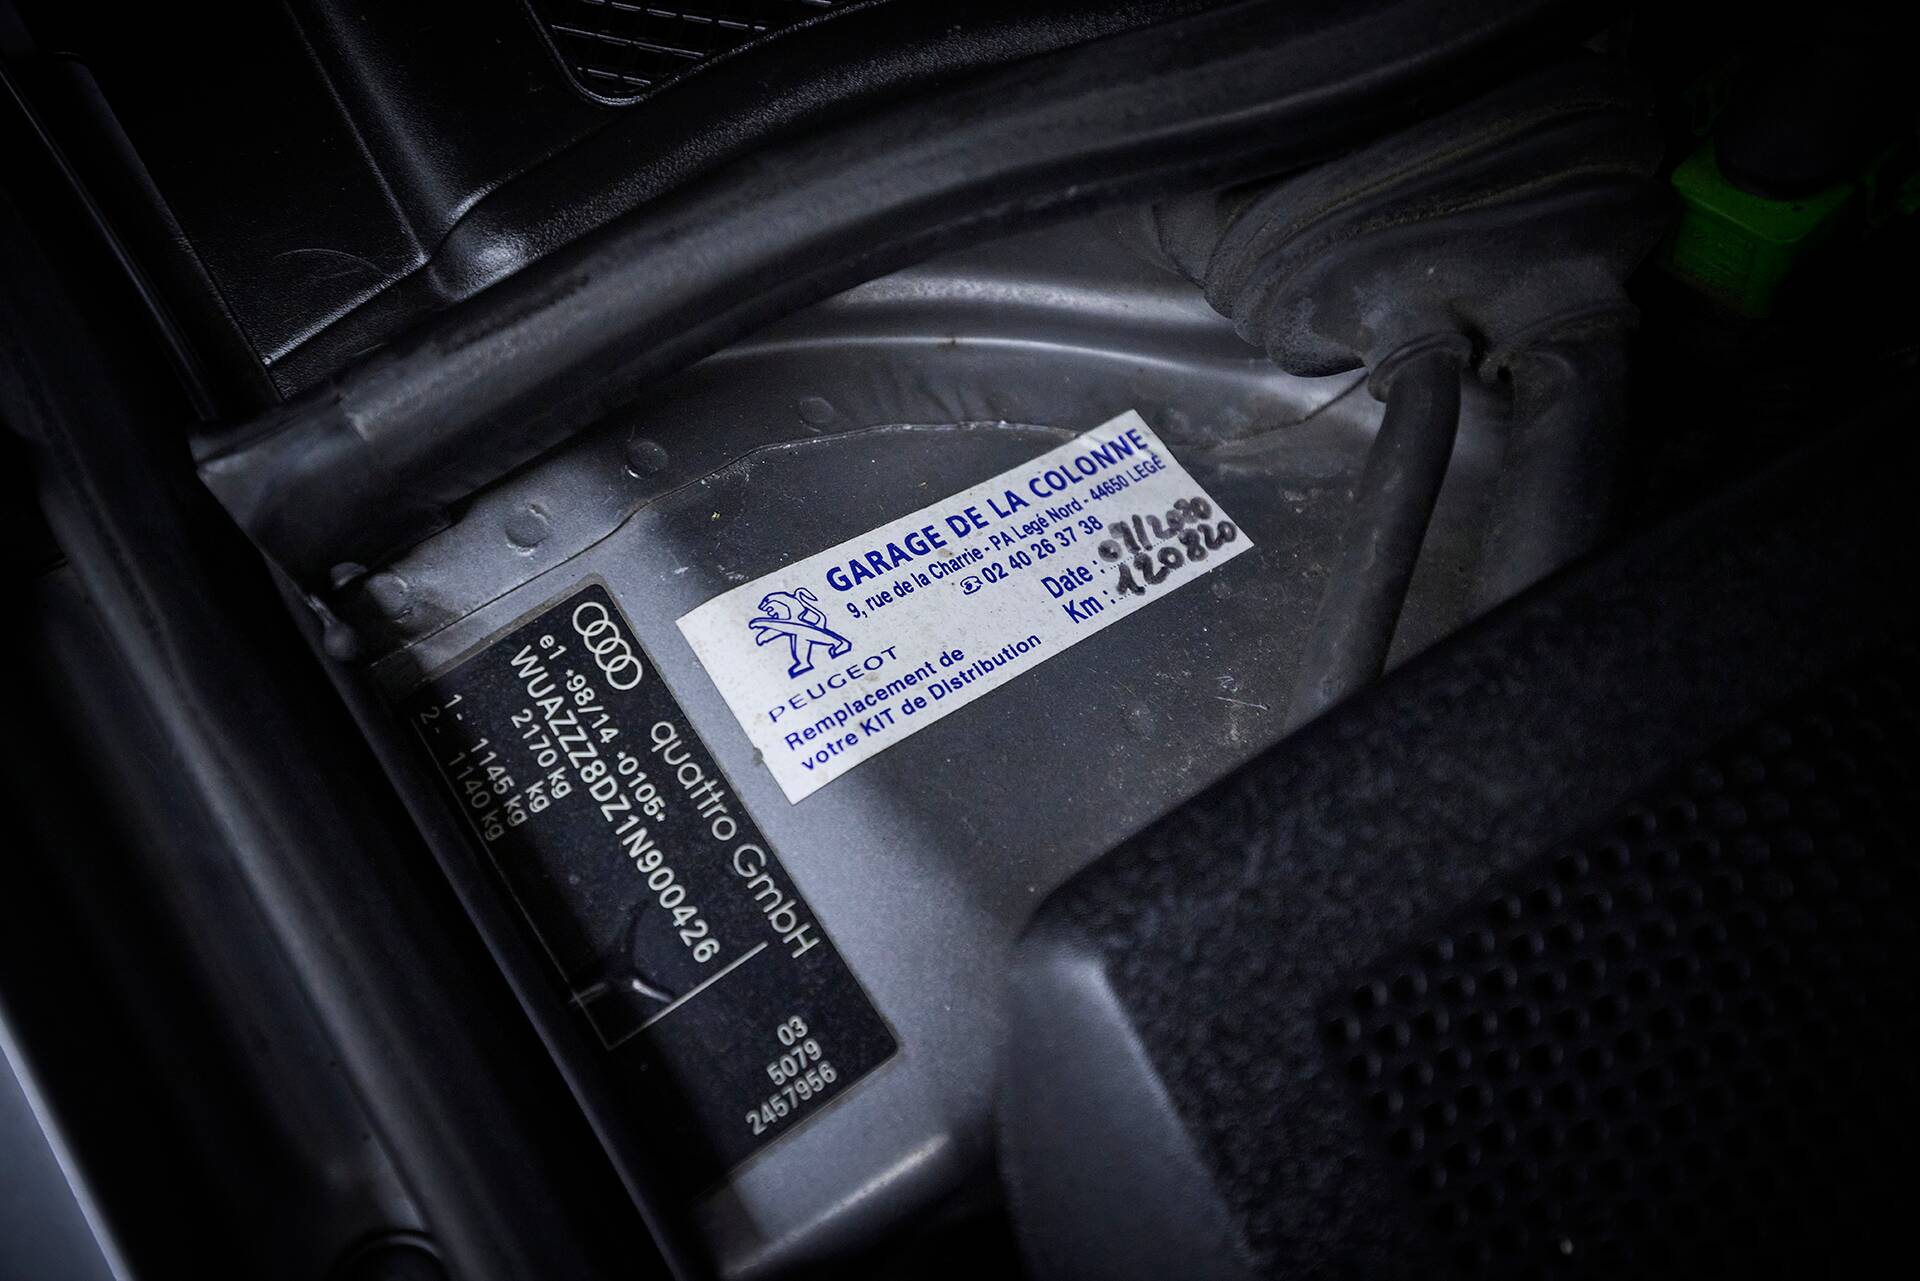 GARAGE DE LA COLONNE
9, rue de la Charrie - PA Legé Nord - 44650 LEGÉ
02 40 26 37 38
Date : 07/2020
Km : 120820
PEUGEOT
Remplacement de
votre KIT de Distribution
quattro GmbH
e1 *98/14 *0105*
WUAZZZ8DZ1N900426
2170 kg
kg
1 - 1145 kg
2 - 1140 kg
03
5079
2457956